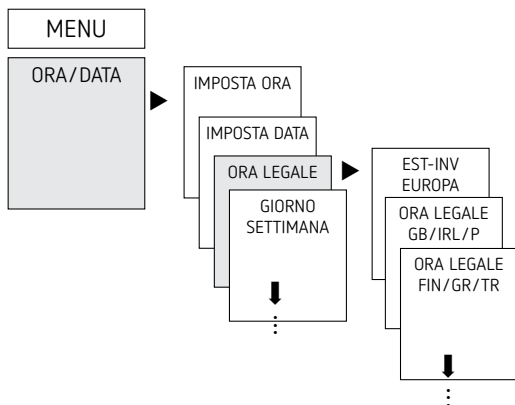 MENU
ORA/DATA
IMPOSTA ORA
IMPOSTA DATA
ORA LEGALE
GIORNO
SETTIMANA
EST-INV
EUROPA
ORA LEGALE
GB/IRL/P
ORA LEGALE
FIN/GR/TR